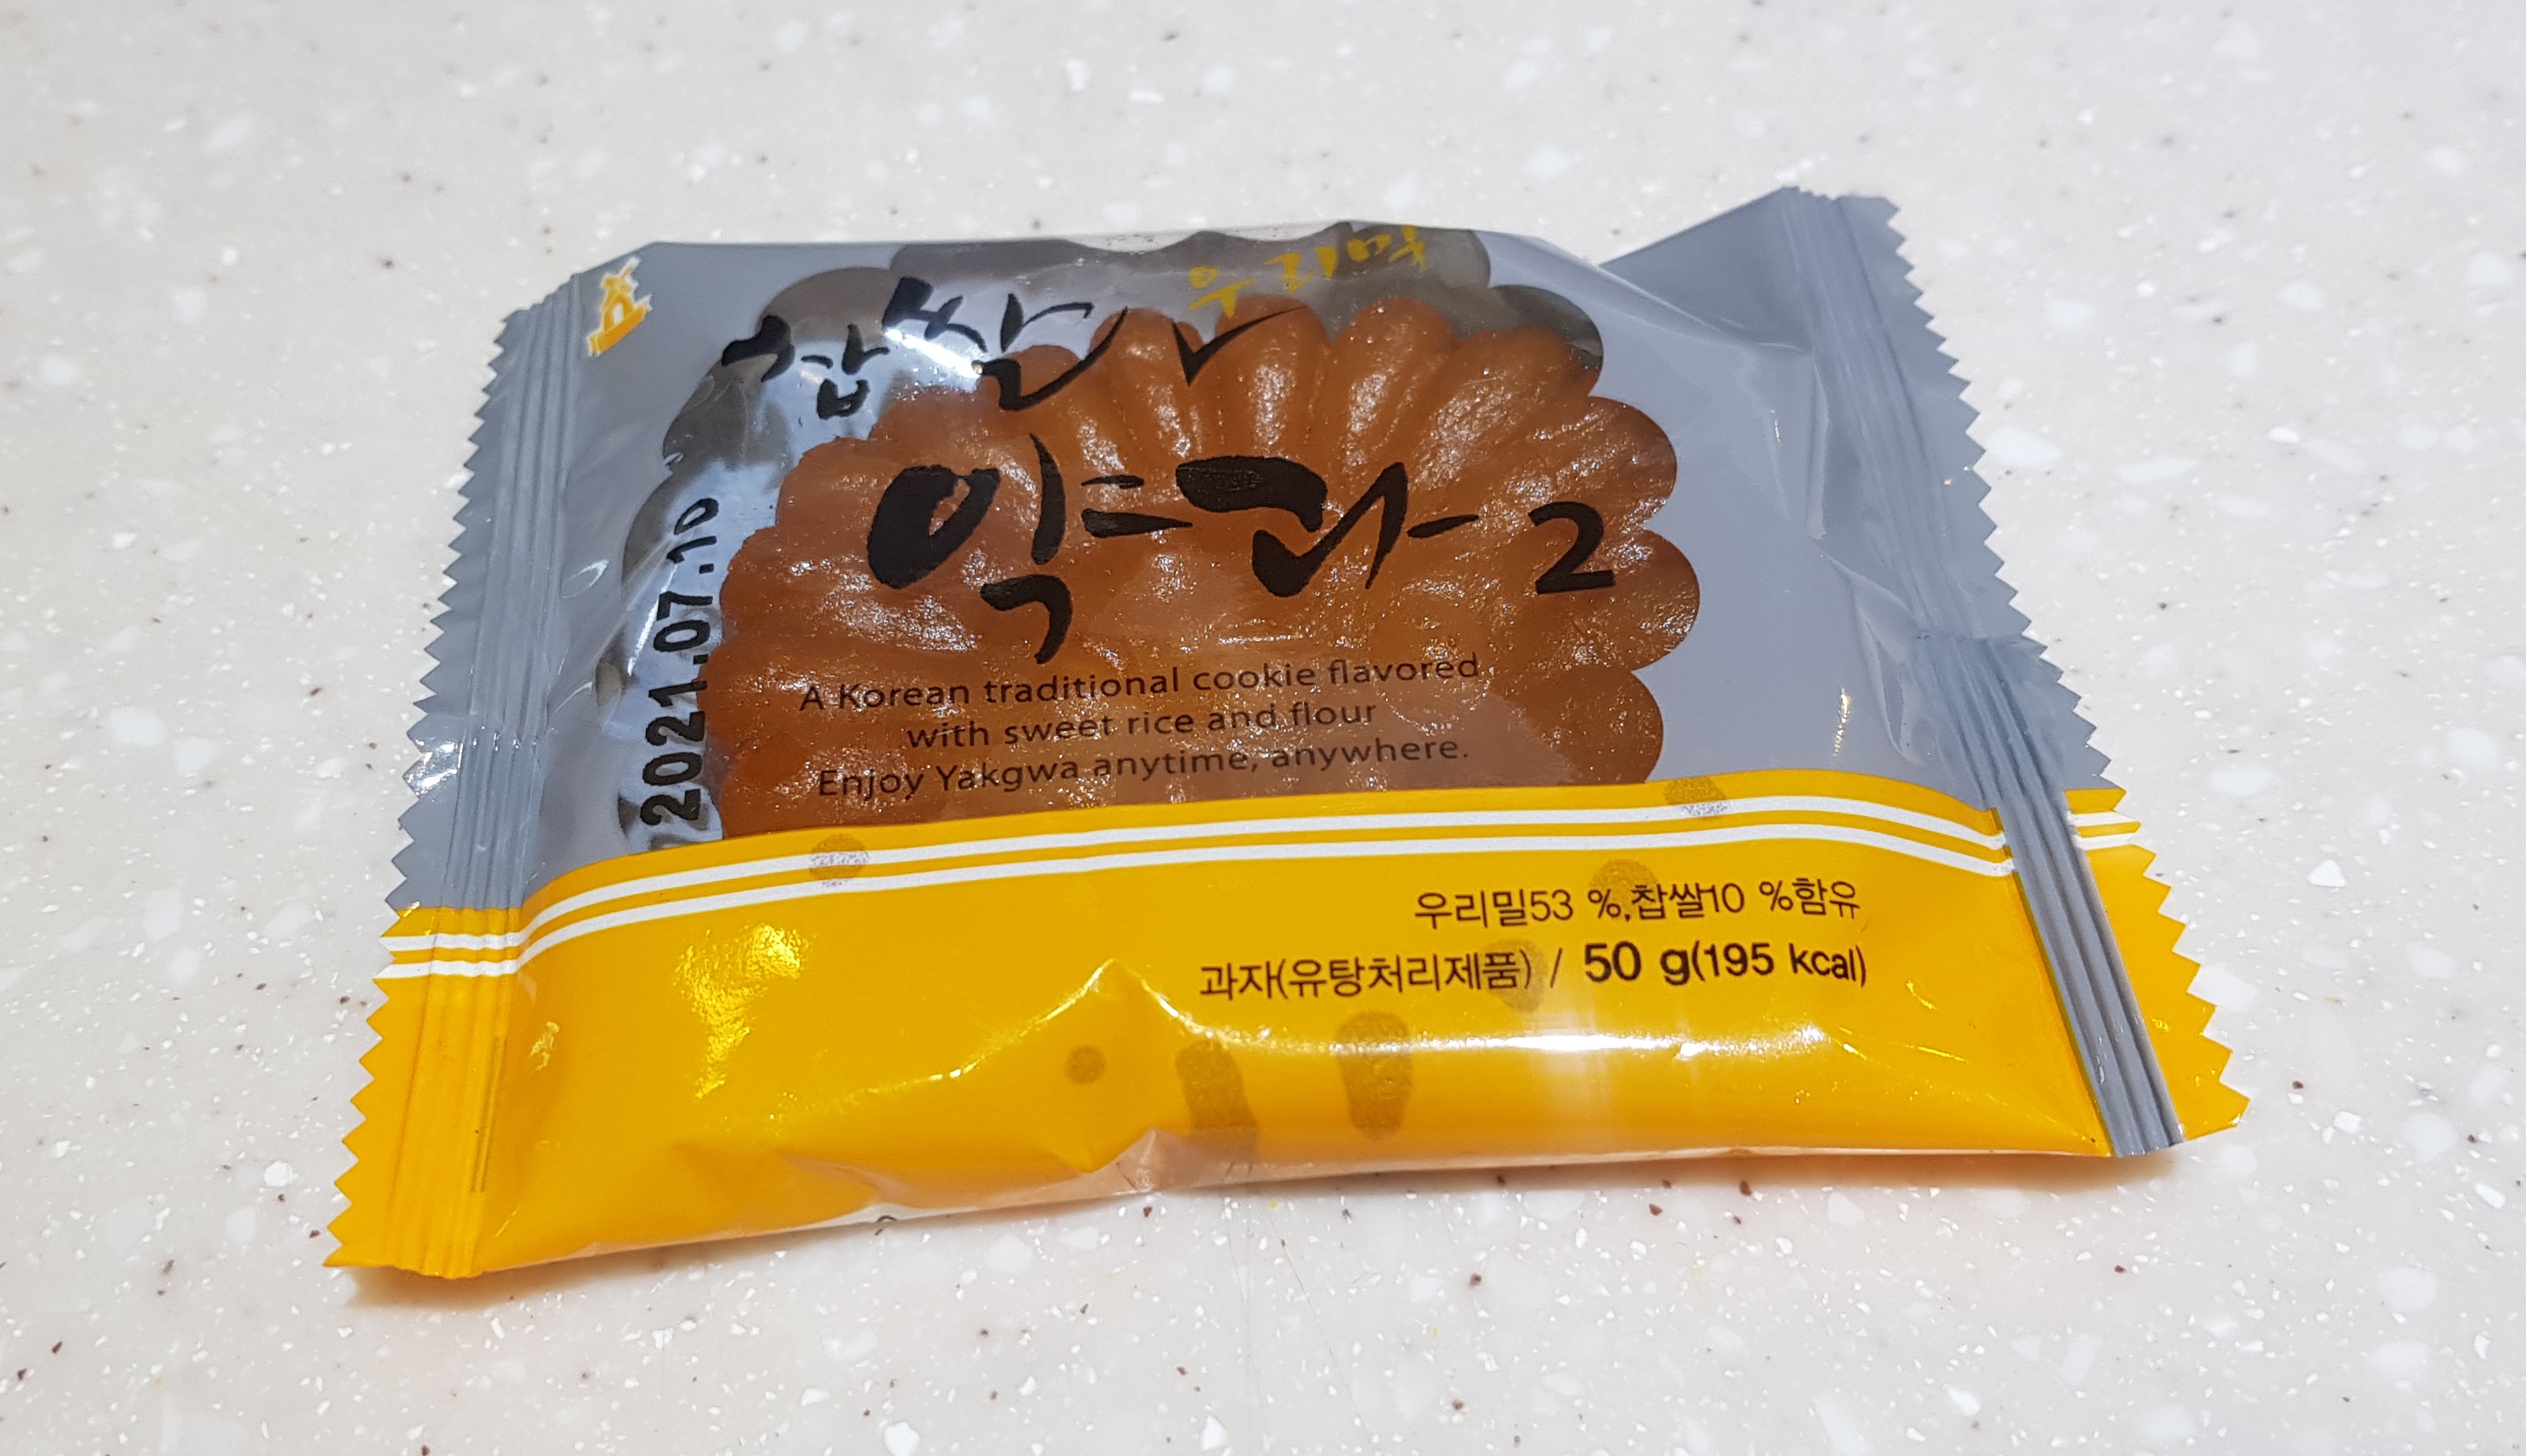 우리밀
찹쌀
약과2
A Korean traditional cookie flavored
with sweet rice and flour
Enjoy Yakgwa anytime, anywhere.
2021.07.10
우리밀53 %,찹쌀10 %함유
과자(유탕처리제품) / 50 g(195 kcal)